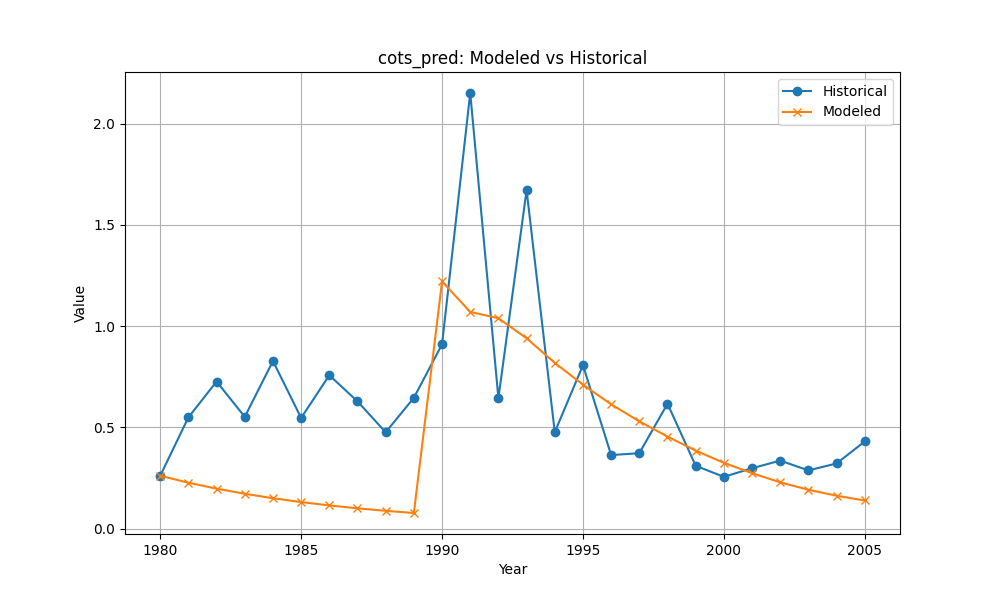 cots_pred: Modeled vs Historical
Historical
Modeled
Value
2.0
1.5
1.0
0.5
0.0
1980 1985 1990 1995 2000 2005
Year